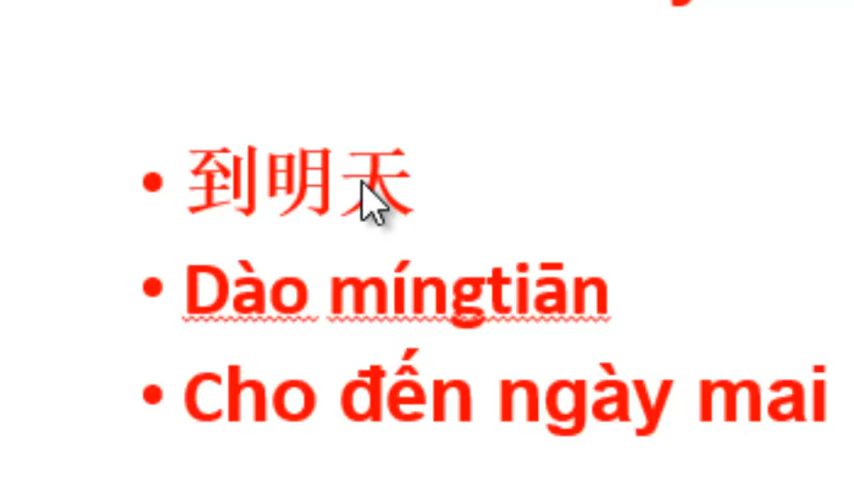 • 到明天
• Dào míngtiān
• Cho đến ngày mai